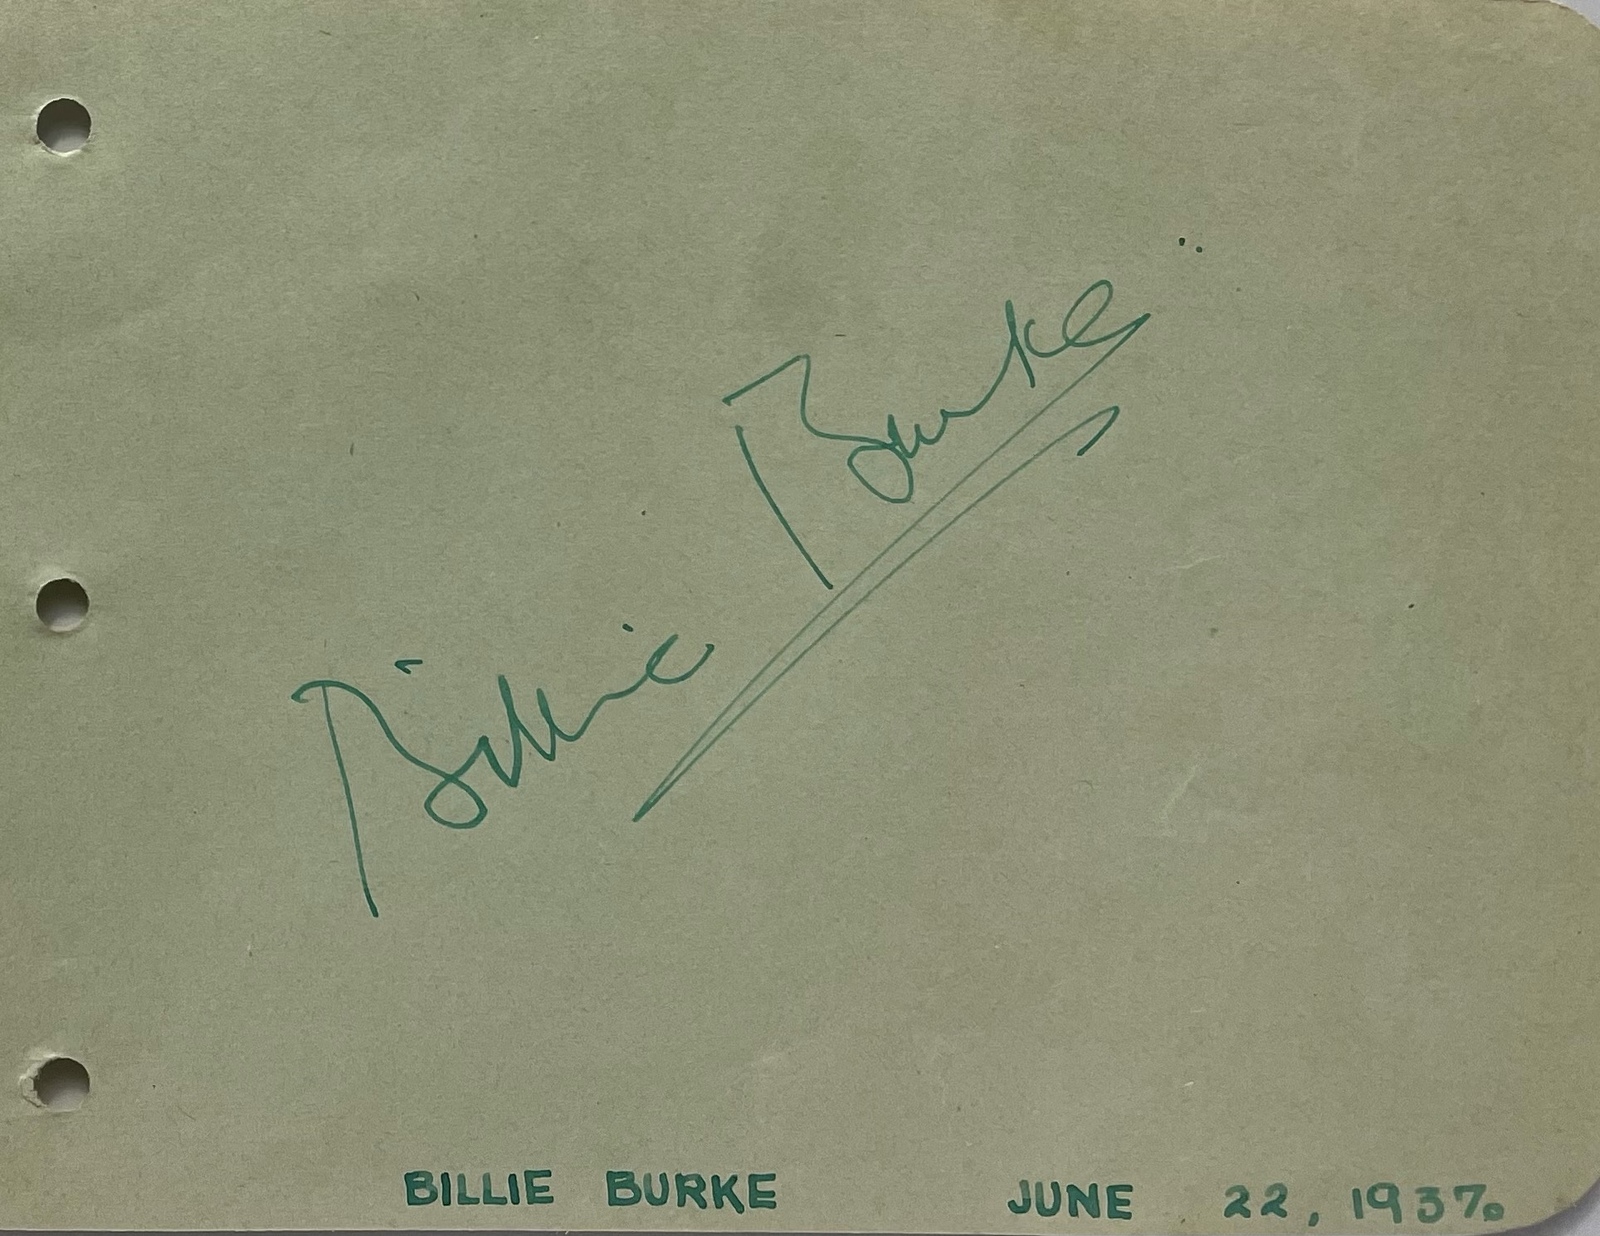 Billie Burke
BILLIE BURKE JUNE 22, 1937.